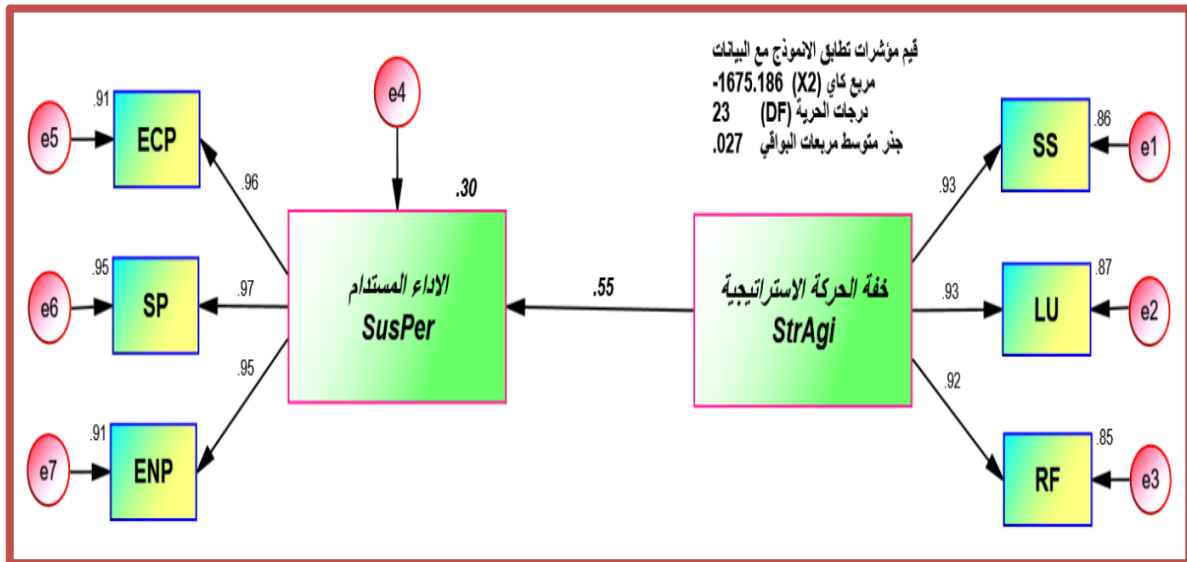 قيم مؤشرات تطابق الانموذج مع البيانات
مربع كاي (X2) 1675.186-
درجات الحرية (DF) 23
جذر متوسط مربعات البواقي .027
e4
.91
e5
ECP
.96
.30
الاداء المستدام
SusPer
.95
e6
SP
.97
.95
.91
e7
ENP
.55
خفة الحركة الاستراتيجية
StrAgi
.93
SS
.86
e1
.93
LU
.87
e2
.92
RF
.85
e3